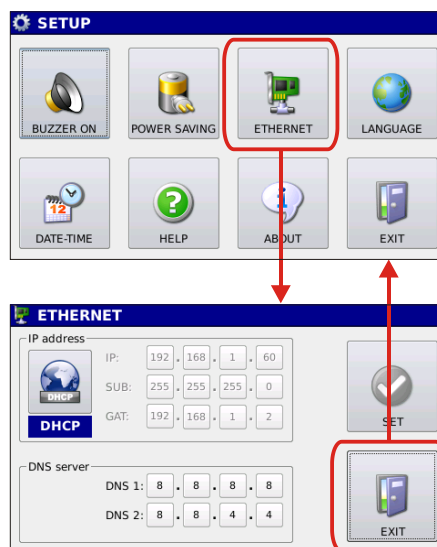 SETUP
BUZZER ON POWER SAVING ETHERNET LANGUAGE
12
DATE-TIME HELP ABOUT EXIT
ETHERNET
IP address
IP: 192 . 168 . 1 . 60
SUB: 255 . 255 . 255 . 0
GAT: 192 . 168 . 1 . 2
DHCP
DHCP
SET
DNS server
DNS 1: 8 . 8 . 8 . 8
DNS 2: 8 . 8 . 4 . 4
EXIT